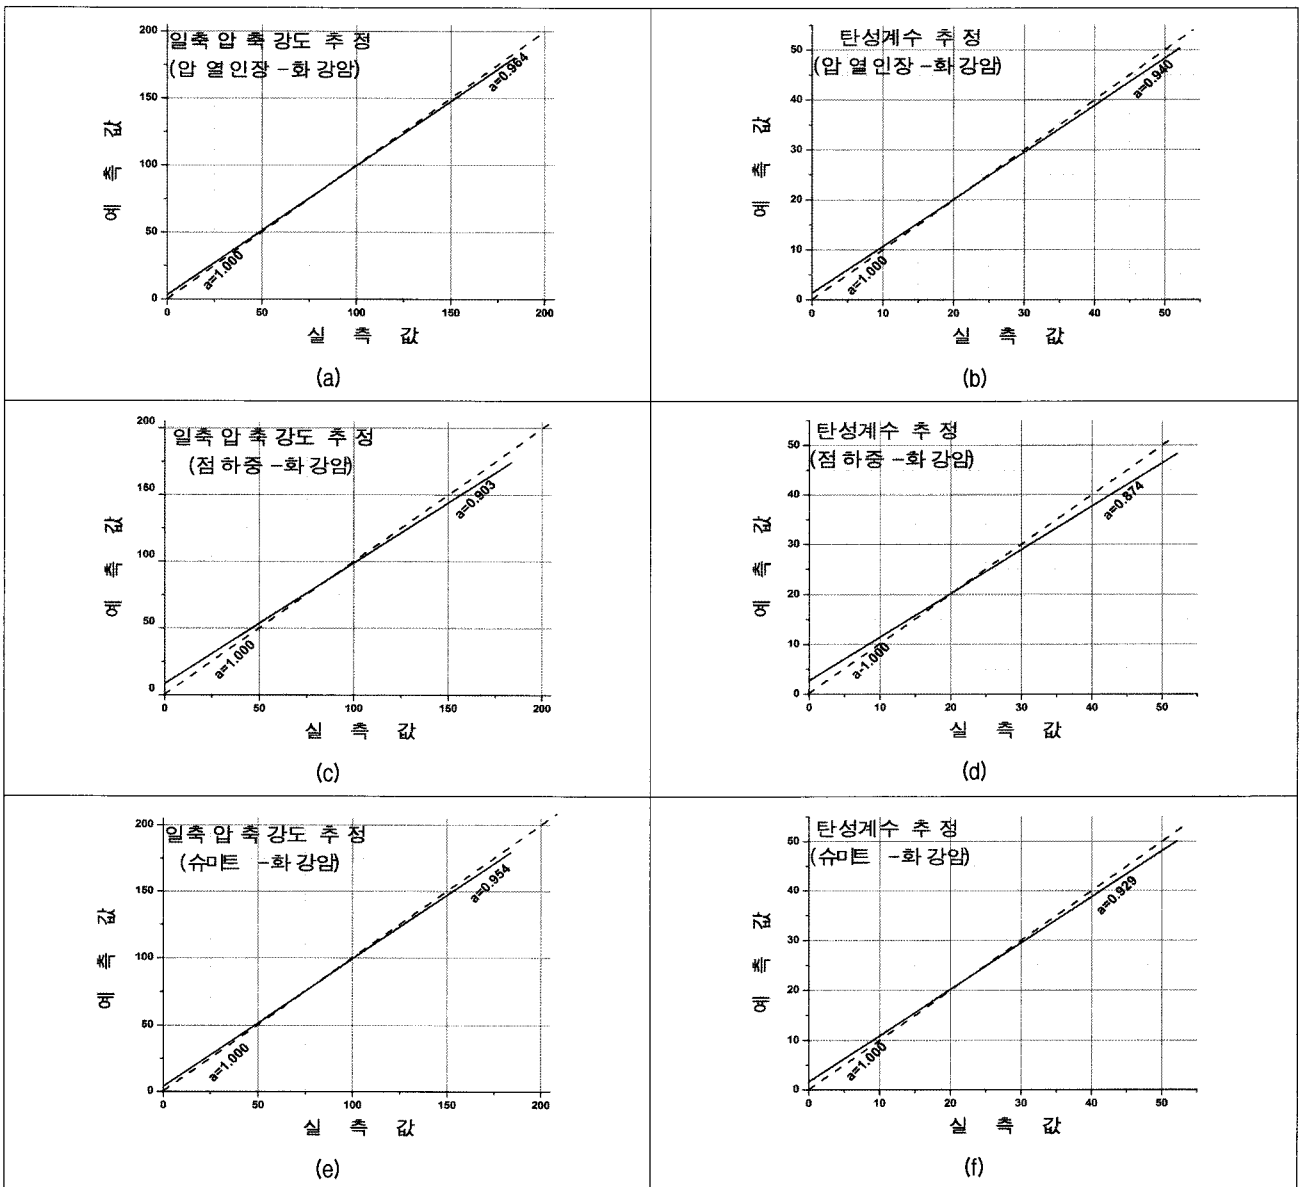 일축압축강도 추정
(압열인장-화강암)
200
150
100
50
0
a=0.964
a=1.000
예측값
0 50 100 150 200
실측값
(a)
탄성계수 추정
(압열인장-화강암)
50
40
30
20
10
0
a=0.940
a=1.000
예측값
0 10 20 30 40 50
실측값
(b)
일축압축강도 추정
(점하중-화강암)
200
150
100
50
0
a=0.903
a=1.000
예측값
0 50 100 150 200
실측값
(c)
탄성계수 추정
(점하중-화강암)
50
40
30
20
10
0
a=0.874
a-1.000
예측값
0 10 20 30 40 50
실측값
(d)
일축압축강도 추정
(슈미트 -화강암)
200
150
100
50
0
a=0.954
a=1.000
예측값
0 50 100 150 200
실측값
(e)
탄성계수 추정
(슈미트 -화강암)
50
40
30
20
10
0
a=0.929
a=1.000
예측값
0 10 20 30 40 50
실측값
(f)